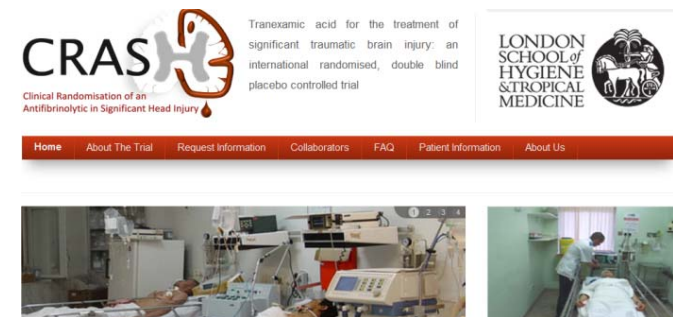 CRASH
Clinical Randomisation of an
Antifibrinolytic in Significant Head Injury
Tranexamic acid for the treatment of
significant traumatic brain injury: an
international randomised, double blind
placebo controlled trial
LONDON
SCHOOL of
HYGIENE
&TROPICAL
MEDICINE
Home About The Trial Request Information Collaborators FAQ Patient Information About Us
1 2 3 4